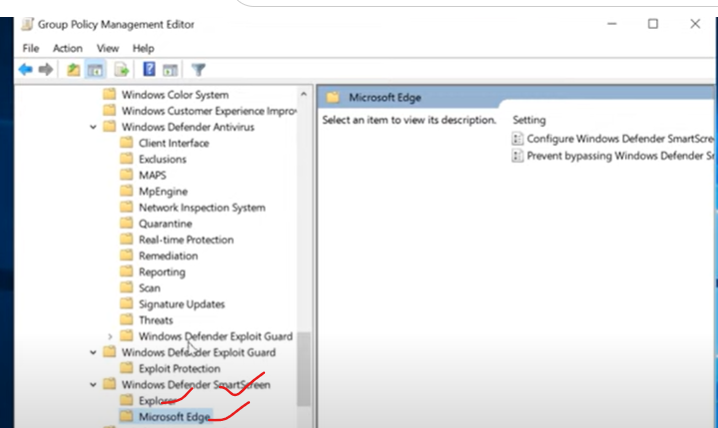 Group Policy Management Editor
File Action View Help
Windows Color System
Windows Customer Experience Impro
Windows Defender Antivirus
Client Interface
Exclusions
MAPS
MpEngine
Network Inspection System
Quarantine
Real-time Protection
Remediation
Reporting
Scan
Signature Updates
Threats
Windows Defender Exploit Guard
Windows Defender Exploit Guard
Exploit Protection
Windows Defender SmartScreen
Explorer
Microsoft Edge
Microsoft Edge
Select an item to view its description.
Setting
Configure Windows Defender SmartScre
Prevent bypassing Windows Defender S